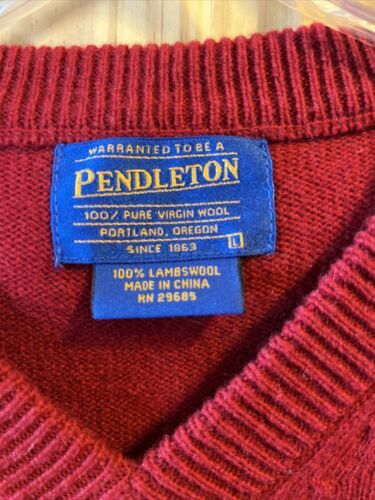 WARRANTED TO BE A
PENDLETON
100% PURE VIRGIN WOOL
PORTLAND, OREGON
SINCE 1863
L
100% LAMBSWOOL
MADE IN CHINA
RN 29685